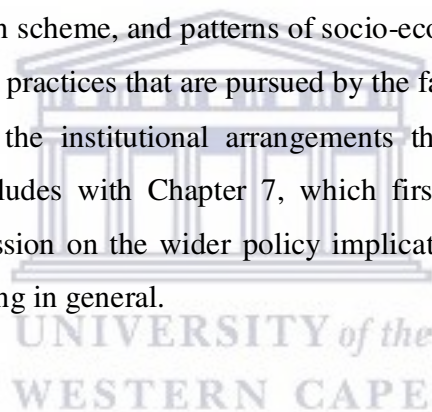 n scheme, and patterns of socio-eco
practices that are pursued by the fa
the institutional arrangements th
ludes with Chapter 7, which firs
ssion on the wider policy implicat
ng in general.
UNIVERSITY of the
WESTERN CAPE